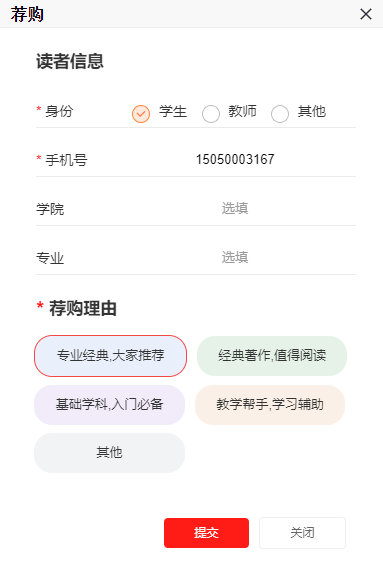 荐购
读者信息
* 身份 学生 教师 其他
* 手机号 15050003167
学院 选填
专业 选填
* 荐购理由
专业经典,大家推荐 经典著作,值得阅读
基础学科,入门必备 教学帮手,学习辅助
其他
提交 关闭